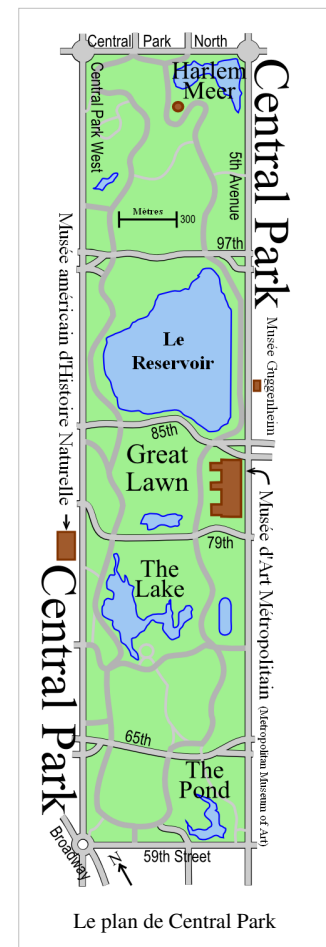 Central Park North
Harlem
Meer
Central Park West
5th Avenue
Central Park
Mètres
300
97th
Musée américain d'Histoire Naturelle
Musée Guggenheim
Le
Reservoir
85th
Great
Lawn
79th
Musée d'Art Métropolitain (Metropolitan Museum of Art)
The
Lake
Central Park
65th
The
Pond
Broadway
59th Street
N
Le plan de Central Park